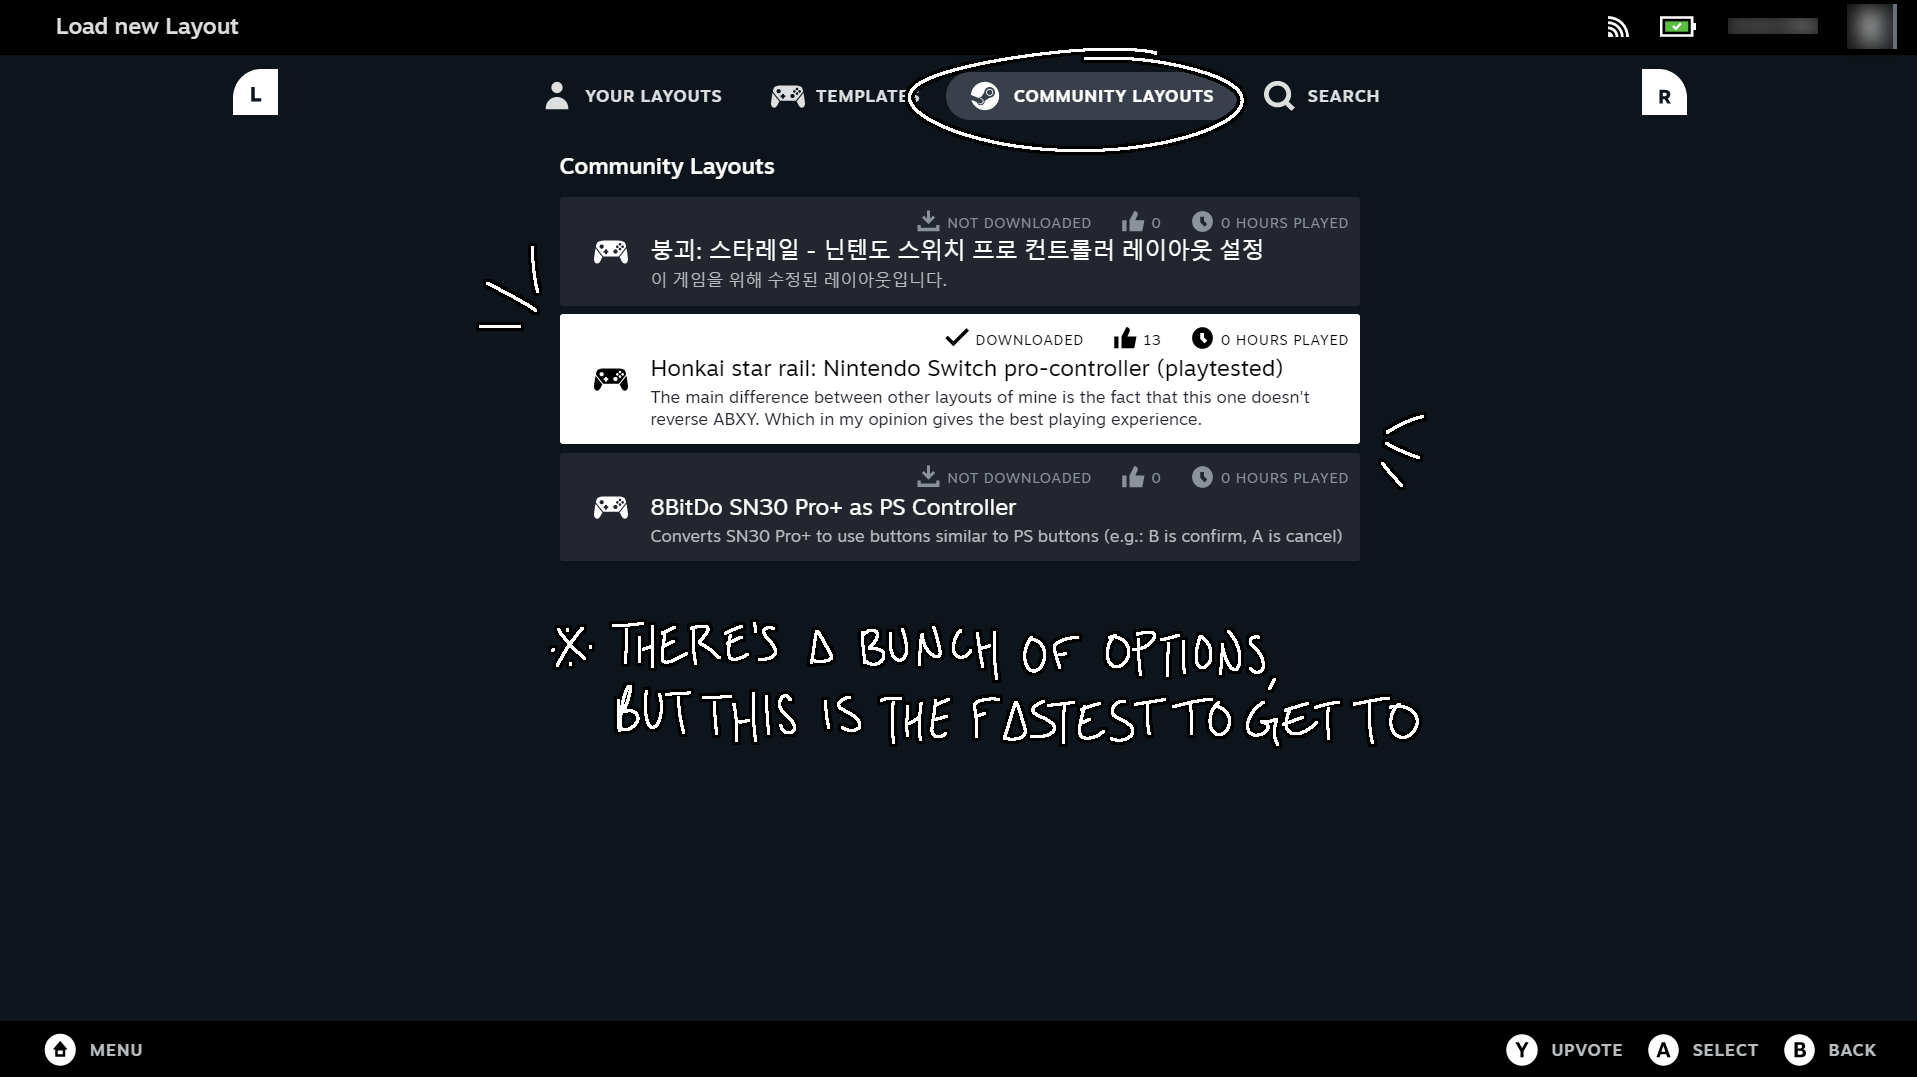 Load new Layout
L
YOUR LAYOUTS
TEMPLATES
COMMUNITY LAYOUTS
SEARCH
R
Community Layouts
NOT DOWNLOADED 0 0 HOURS PLAYED
붕괴: 스타레일 - 닌텐도 스위치 프로 컨트롤러 레이아웃 설정
이 게임을 위해 수정된 레이아웃입니다.
DOWNLOADED 13 0 HOURS PLAYED
Honkai star rail: Nintendo Switch pro-controller (playtested)
The main difference between other layouts of mine is the fact that this one doesn't
reverse ABXY. Which in my opinion gives the best playing experience.
NOT DOWNLOADED 0 0 HOURS PLAYED
8BitDo SN30 Pro+ as PS Controller
Converts SN30 Pro+ to use buttons similar to PS buttons (e.g.: B is confirm, A is cancel)
※ THERE'S A BUNCH OF OPTIONS,
BUT THIS IS THE FASTEST TO GET TO
MENU
Y UPVOTE
A SELECT
B BACK